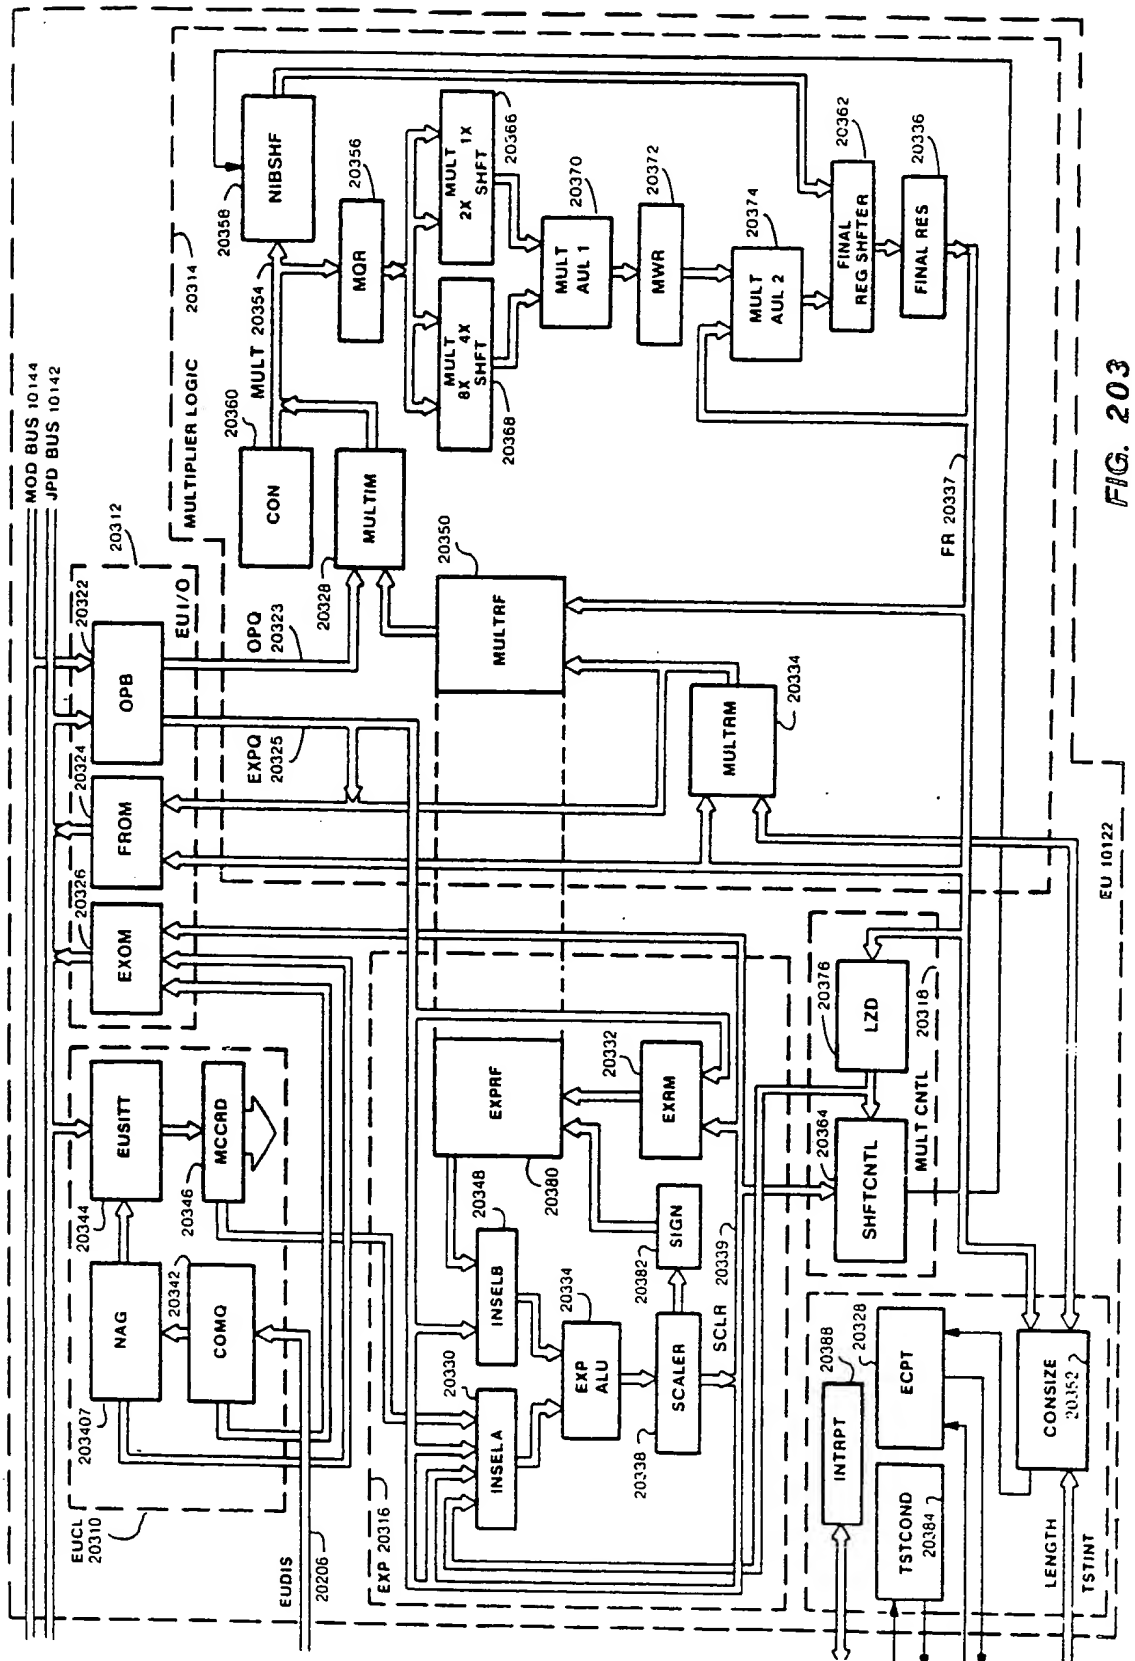 MOD BUS 10144
JPD BUS 10142
20312
MULTIPLIER LOGIC
20314
EUCL
20310
203407
NAG
20344
EUSITT
20342
COMQ
20346
MCCRD
20326
EXOM
20324
FROM
20322
OPB
EUI/O
EUDIS
20206
EXPQ
20325
OPQ
20323
20360
CON
MULT
20354
20358
NIBSHF
20328
MULTIM
MQR
20356
8X
4X
MULT
SHFT
20368
2X
1X
MULT
SHFT
20366
MULT
AUL 1
20370
MWR
20372
MULT
AUL 2
20374
FINAL
REG SHFTER
20362
FINAL RES
20336
EXP 20316
20330
INSELA
20348
INSELB
20380
EXPRF
MULTRF
20350
20334
EXP
ALU
20332
EXRM
20338
SCALER
20382
SIGN
SCLR
20339
MULTRM
20334
FR 20337
20364
SHFTCNTL
20376
LZD
MULT CNTL
20318
INTRPT
20388
ECPT
20328
TSTCOND
20384
CONSIZE
20352
LENGTH
TSTINT
EU 10122
FIG. 203